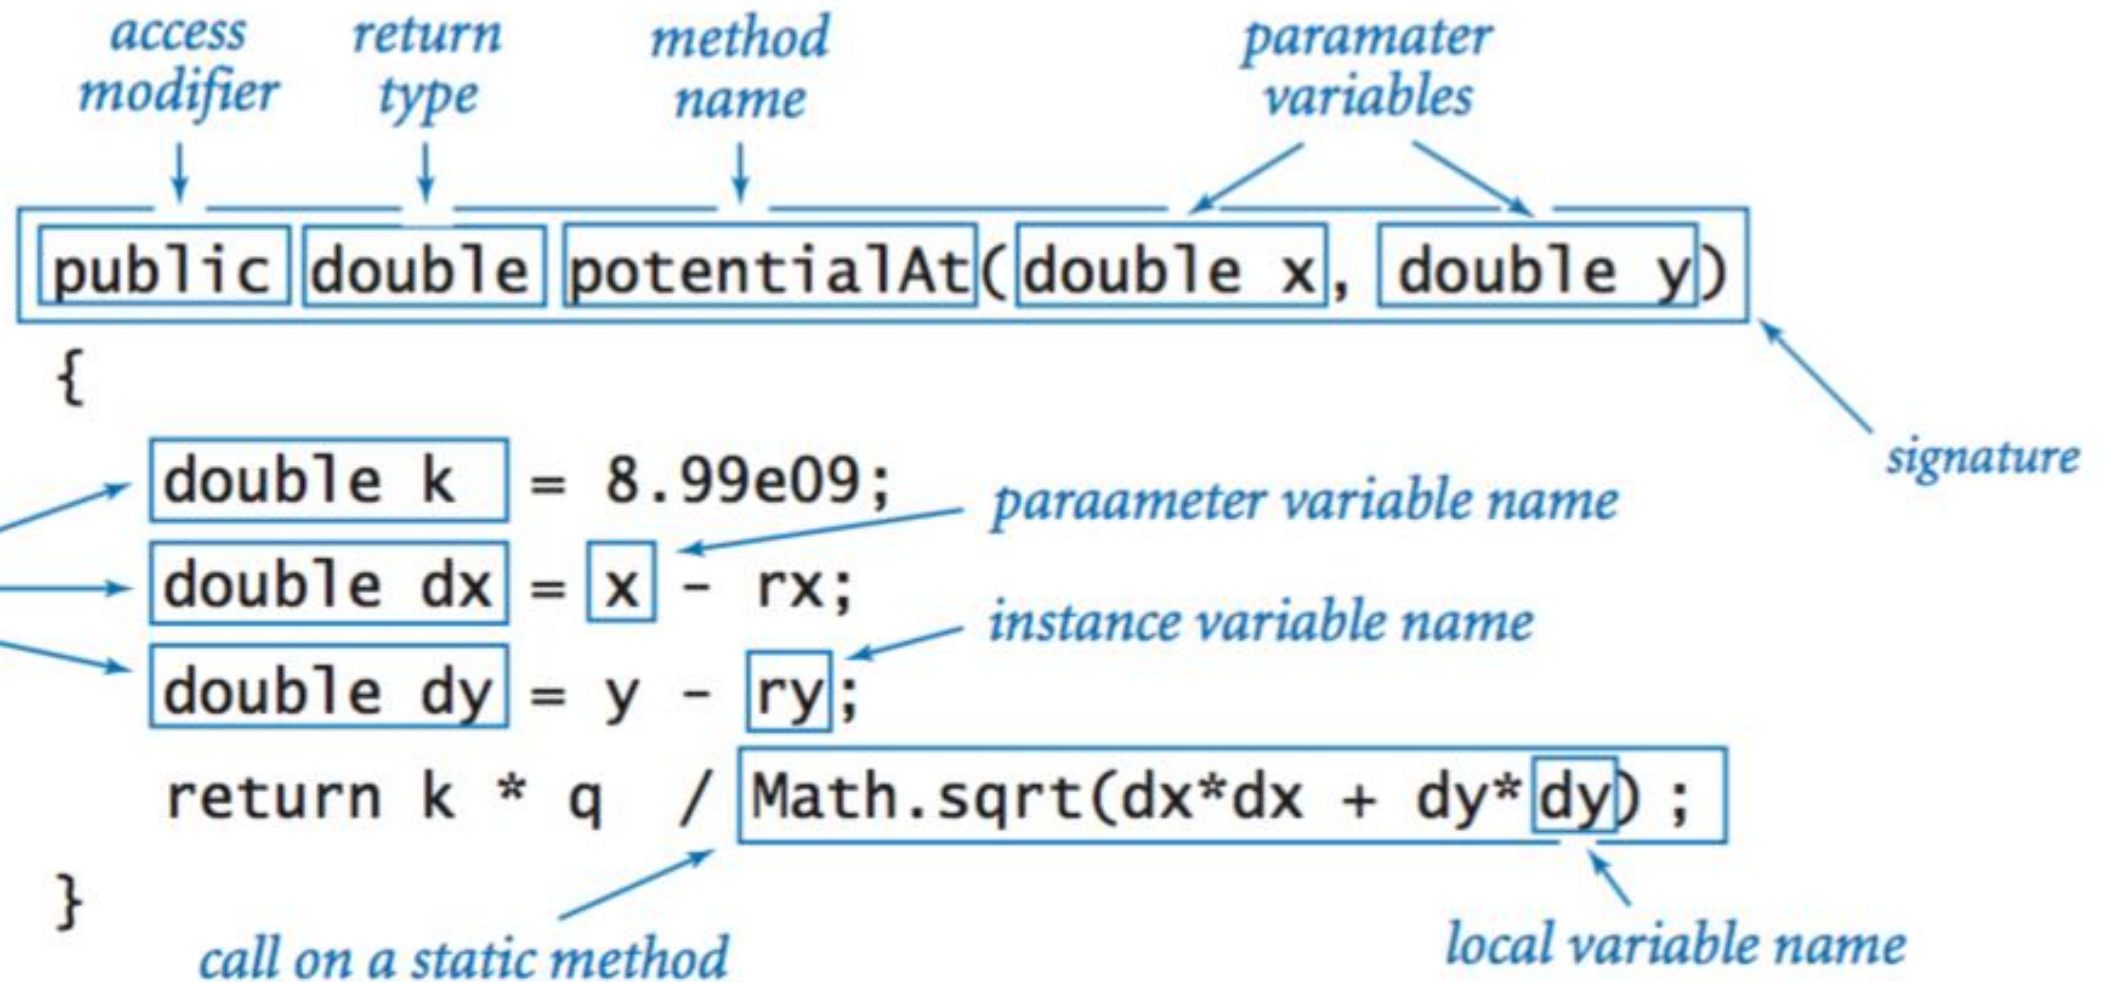 access
modifier
return
type
method
name
paramater
variables
public double potentialAt(double x, double y)
signature
{
double k = 8.99e09;
paraameter variable name
double dx = x - rx;
instance variable name
double dy = y - ry;
return k * q / Math.sqrt(dx*dx + dy*dy) ;
}
call on a static method
local variable name